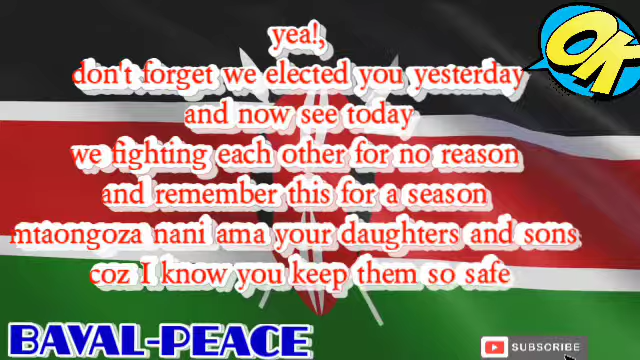 OK
yea!,
don't forget we elected you yesterday
and now see today
we fighting each other for no reason
and remember this for a season
mtaongoza nani ama your daughters and sons
coz I know you keep them so safe
BAVAL-PEACE
SUBSCRIBE